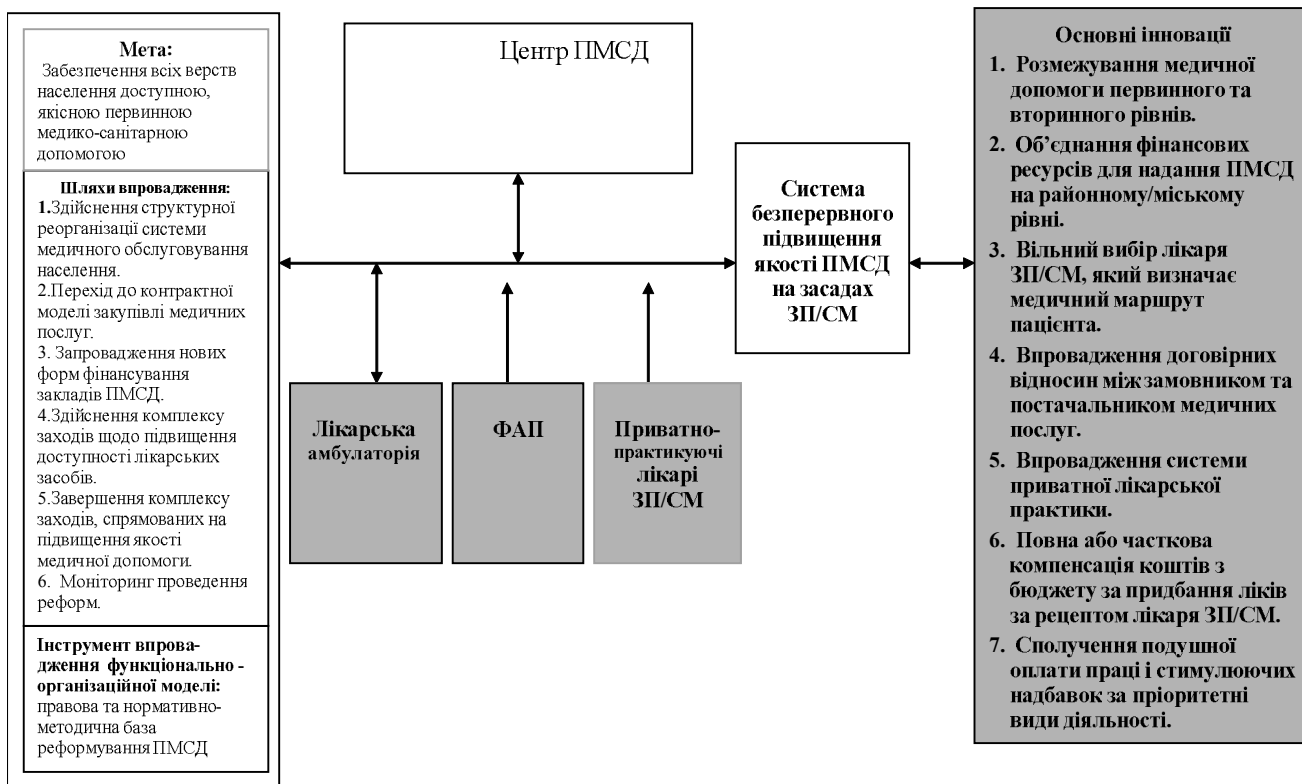 Мета:
Забезпечення всіх верств
населення доступною,
якісною первинною
медико-санітарною
допомогою
Шляхи впровадження:
1.Здійснення структурної
реорганізації системи
медичного обслуговування
населення.
2.Перехід до контрактної
моделі закупівлі медичних
послуг.
3. Запровадження нових
форм фінансування
закладів ПМСД.
4.Здійснення комплексу
заходів щодо підвищення
доступності лікарських
засобів.
5.Завершення комплексу
заходів, спрямованих на
підвищення якості
медичної допомоги.
6. Моніторинг проведення
реформ.
Інструмент впрова-
дження функціонально -
організаційної моделі:
правова та нормативно-
методична база
реформування ПМСД
Центр ПМСД
Система
безперервного
підвищення
якості ПМСД
на засадах
ЗП/СМ
Лікарська
амбулаторія
ФАП
Приватно-
практикуючі
лікарі
ЗП/СМ
Основні інновації
1. Розмежування медичної
допомоги первинного та
вторинного рівнів.
2. Об’єднання фінансових
ресурсів для надання ПМСД
на районному/міському
рівні.
3. Вільний вибір лікаря
ЗП/СМ, який визначає
медичний маршрут
пацієнта.
4. Впровадження договірних
відносин між замовником та
постачальником медичних
послуг.
5. Впровадження системи
приватної лікарської
практики.
6. Повна або часткова
компенсація коштів з
бюджету за придбання ліків
за рецептом лікаря ЗП/СМ.
7. Сполучення подушної
оплати праці і стимулюючих
надбавок за пріоритетні
види діяльності.